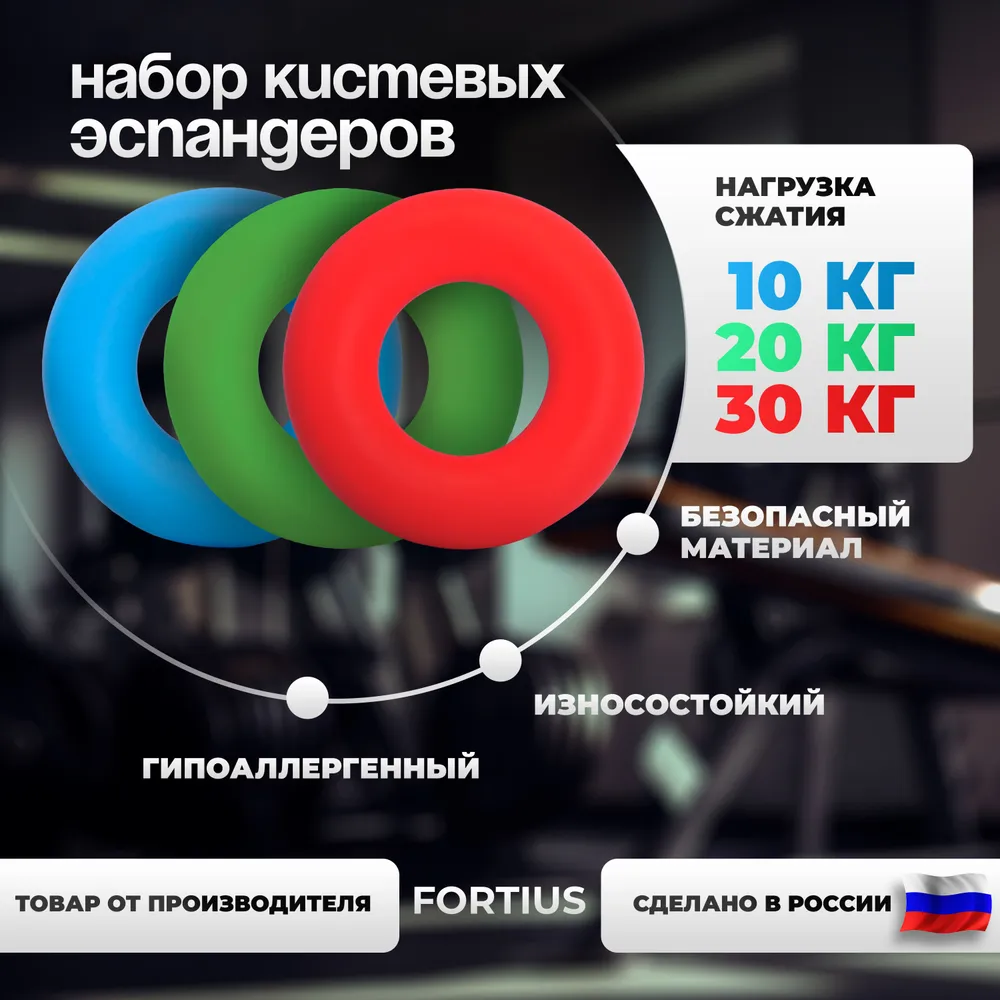 набор кистевых
эспандеров
НАГРУЗКА
СЖАТИЯ
10 КГ
20 КГ
30 КГ
БЕЗОПАСНЫЙ
МАТЕРИАЛ
ИЗНОСОСТОЙКИЙ
ГИПОАЛЛЕРГЕННЫЙ
ТОВАР ОТ ПРОИЗВОДИТЕЛЯ
FORTIUS
СДЕЛАНО В РОССИИ